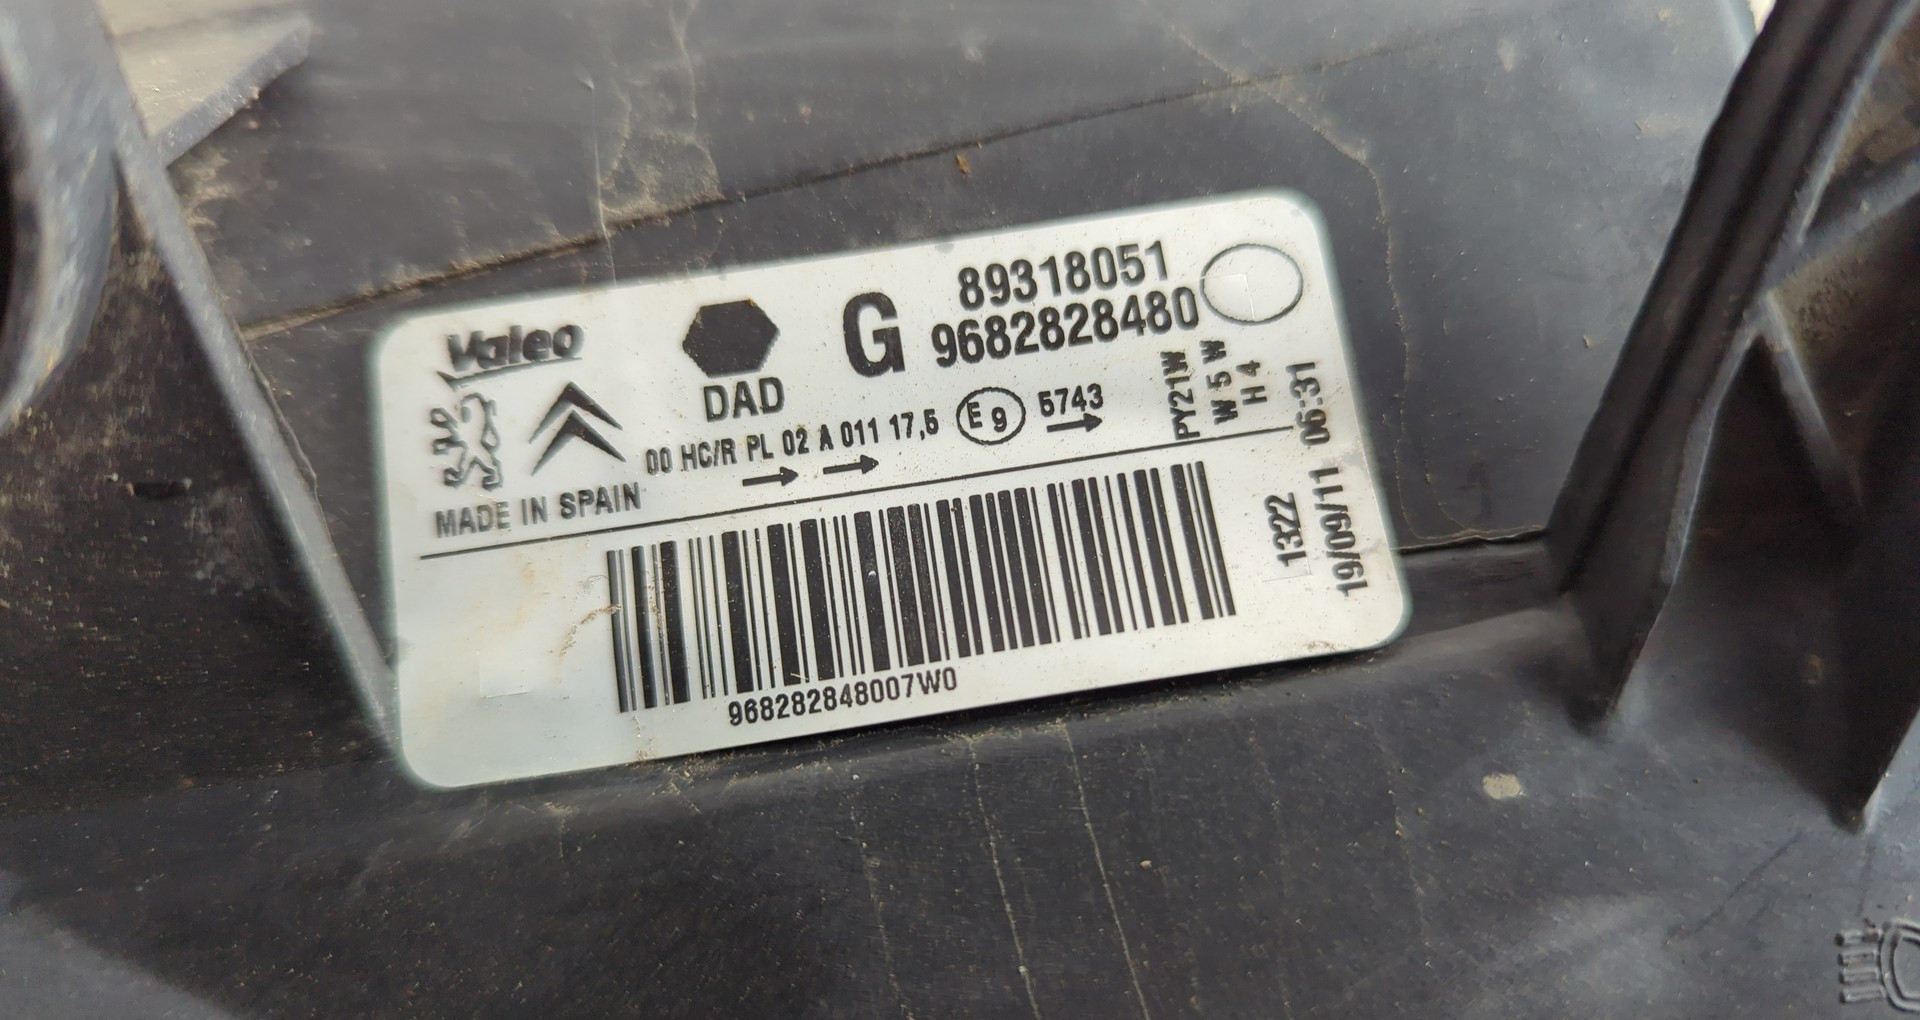 Valeo
DAD
G
89318051
9682828480
00 HC/R PL 02 A 011 17,5 E 9 5743
PY21W
W 5 W
H 4
MADE IN SPAIN
1322
19/09/11 06:31
968282848007W0